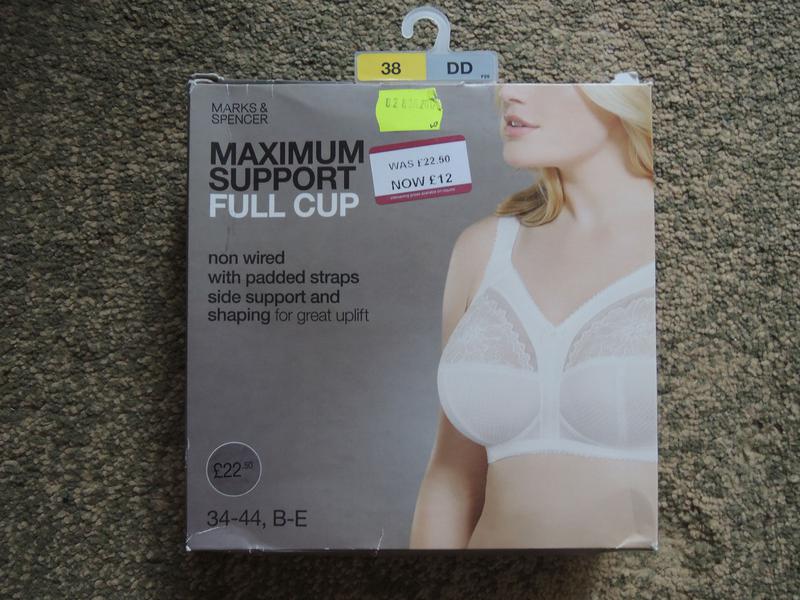 38 DD
MARKS &
SPENCER
MAXIMUM
SUPPORT
FULL CUP
WAS £22.50
NOW £12
non wired
with padded straps
side support and
shaping for great uplift
£22.50
34-44, B-E